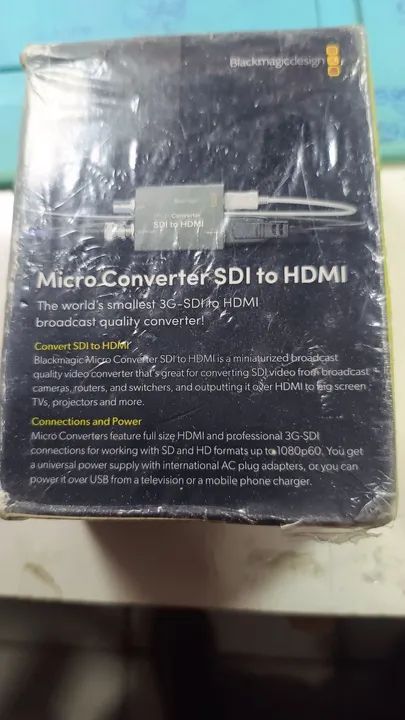 Blackmagicdesign
Converter
SDI to HDMI
Micro Converter SDI to HDMI
The world's smallest 3G-SDI to HDMI
broadcast quality converter!
Convert SDI to HDMI
Blackmagic Micro Converter SDI to HDMI is a miniaturized broadcast
quality video converter that's great for converting SDI video from broadcast
cameras, routers, and switchers, and outputting it over HDMI to big screen
TVs, projectors and more.
Connections and Power
Micro Converters feature full size HDMI and professional 3G-SDI
connections for working with SD and HD formats up to 1080p60. You get
a universal power supply with international AC plug adapters, or you can
power it over USB from a television or a mobile phone charger.